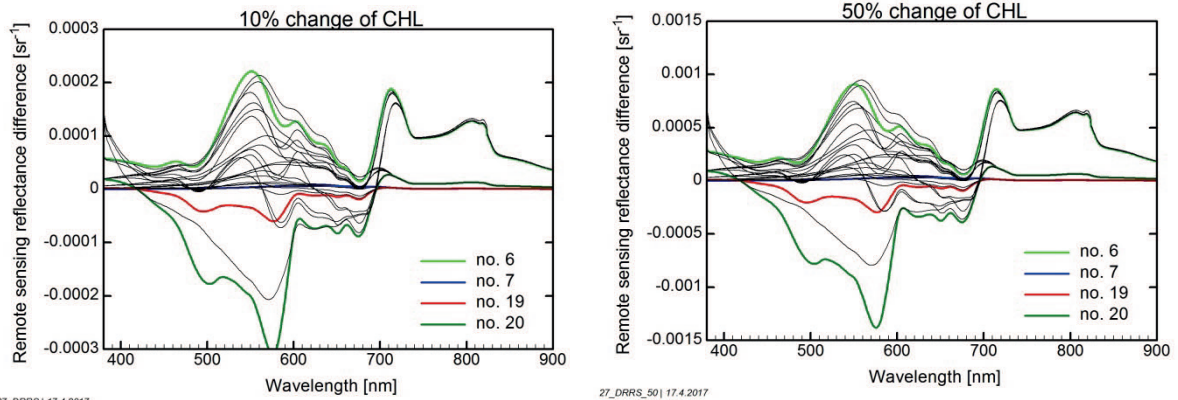 10% change of CHL
Remote sensing reflectance difference [sr⁻¹]
0.0003
0.0002
0.0001
0
-0.0001
-0.0002
-0.0003
no. 6
no. 7
no. 19
no. 20
400 500 600 700 800 900
Wavelength [nm]
50% change of CHL
Remote sensing reflectance difference [sr⁻¹]
0.0015
0.001
0.0005
0
-0.0005
-0.001
-0.0015
no. 6
no. 7
no. 19
no. 20
400 500 600 700 800 900
Wavelength [nm]
27_DRRS_50 | 17.4.2017